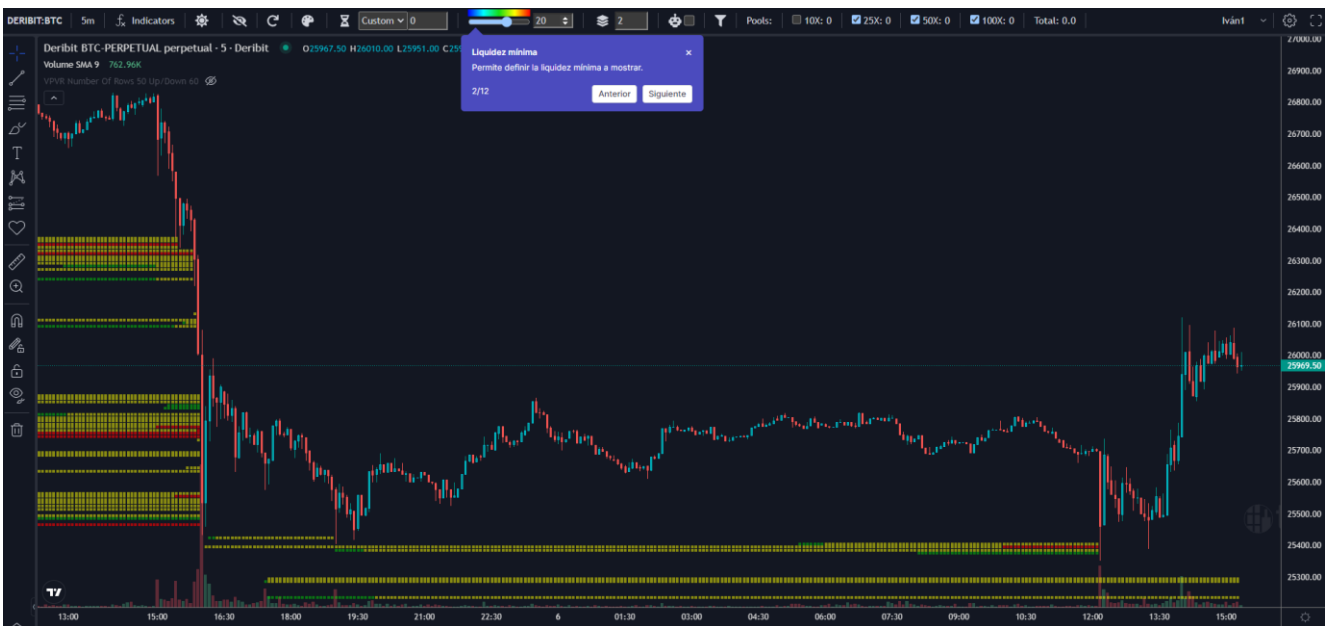 DERIBIT:BTC 5m fx Indicators Custom 0 20 2 Pools: 10X: 0 25X: 0 50X: 0 100X: 0 Total: 0.0 Iván1
Deribit BTC-PERPETUAL perpetual · 5 · Deribit O25967.50 H26010.00 L25951.00 C25
Volume SMA 9 762.96K
VPVR Number Of Rows 50 Up/Down 60
Liquidez mínima ×
Permite definir la liquidez mínima a mostrar.
2/12 Anterior Siguiente
27000.00
26900.00
26800.00
26700.00
26600.00
26500.00
26400.00
26300.00
26200.00
26100.00
26000.00
25969.50
25900.00
25800.00
25700.00
25600.00
25500.00
25400.00
25300.00
13:00 15:00 16:30 18:00 19:30 21:00 22:30 6 01:30 03:00 04:30 06:00 07:30 09:00 10:30 12:00 13:30 15:00